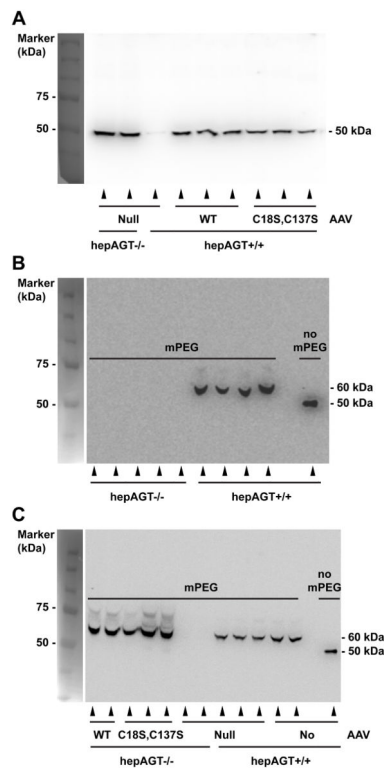 A
Marker
(kDa)
75 -
50 -
- 50 kDa
Null WT C18S,C137S AAV
hepAGT-/- hepAGT+/+
B
Marker
(kDa)
no
mPEG mPEG
75 -
50 -
- 60 kDa
- 50 kDa
hepAGT-/- hepAGT+/+
C
Marker
(kDa)
no
mPEG mPEG
75 -
50 -
- 60 kDa
- 50 kDa
WT C18S,C137S Null No AAV
hepAGT-/- hepAGT+/+